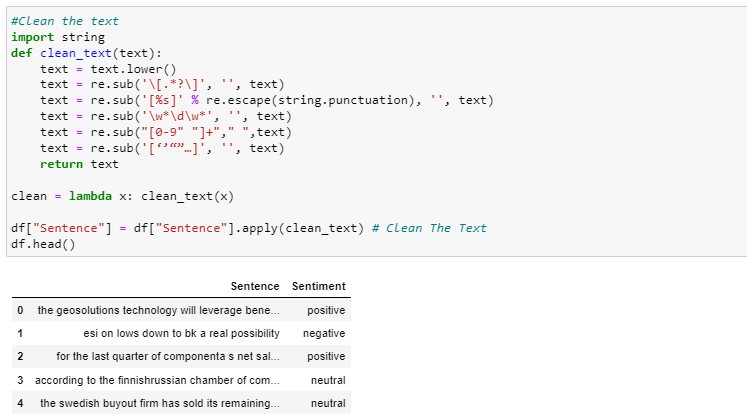 #Clean the text
import string
def clean_text(text):
    text = text.lower()
    text = re.sub('\[.*?\]', '', text)
    text = re.sub('[%s]' % re.escape(string.punctuation), '', text)
    text = re.sub('\w*\d\w*', '', text)
    text = re.sub("[0-9" "]+"," ",text)
    text = re.sub('[‘’“”…]', '', text)
    return text
clean = lambda x: clean_text(x)
df["Sentence"] = df["Sentence"].apply(clean_text) # Clean The Text
df.head()
Sentence Sentiment
0 the geosolutions technology will leverage bene... positive
1 esi on lows down to bk a real possibility negative
2 for the last quarter of componenta s net sal... positive
3 according to the finnishrussian chamber of com... neutral
4 the swedish buyout firm has sold its remaining... neutral